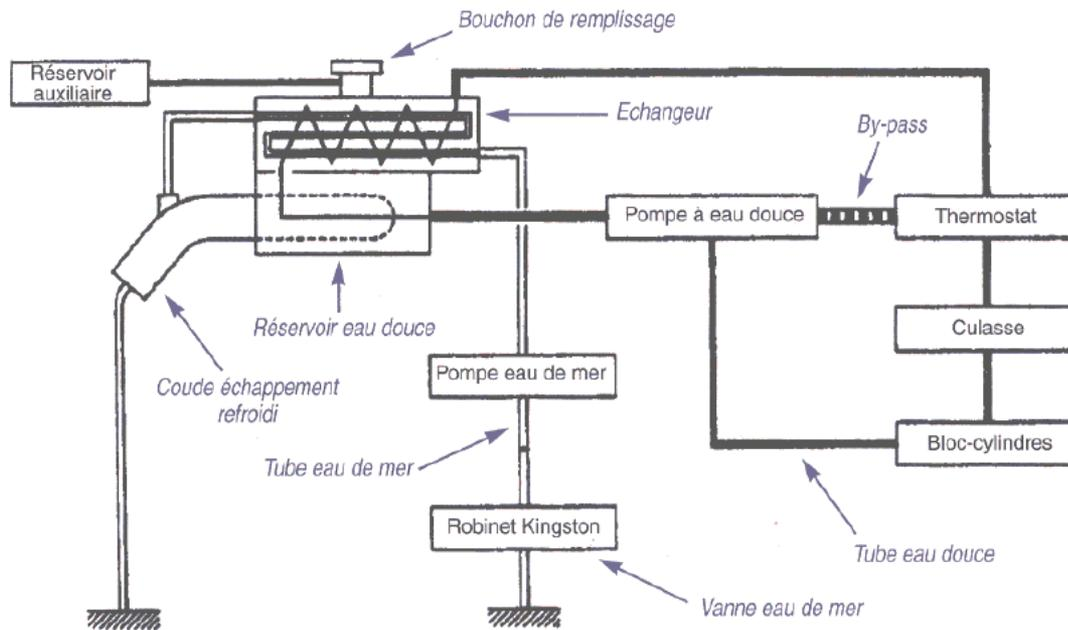 Bouchon de remplissage
Réservoir
auxiliaire
Echangeur
By-pass
Pompe à eau douce
Thermostat
Réservoir eau douce
Culasse
Coude échappement
refroidi
Pompe eau de mer
Tube eau de mer
Bloc-cylindres
Robinet Kingston
Tube eau douce
Vanne eau de mer